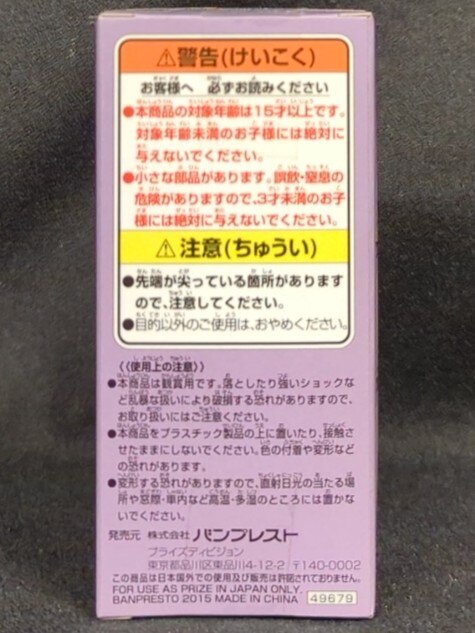 ⚠警告(けいこく)
お客様へ 必ずお読みください
●本商品の対象年齢は15才以上です。
対象年齢未満のお子様には絶対に
与えないでください。
●小さな部品があります。誤飲・窒息の
危険がありますので、3才未満のお子
様には絶対に与えないでください。
⚠注意(ちゅうい)
●先端が尖っている箇所があります
ので、注意してください。
●目的以外のご使用は、おやめください。
《使用上の注意》
●本商品は観賞用です。落としたり強いショックな
ど乱暴な扱いにより破損する恐れがありますので、
お取り扱いにはご注意ください。
●本商品をプラスチック製品の上に置いたり、接触さ
せたままにしないでください。色の付着や変形など
の恐れがあります。
●変形する恐れがありますので、直射日光の当たる場
所や窓際・車内など高温・多湿のところには置かな
いでください。
発売元 株式会社 バンプレスト
プライズディビジョン
東京都品川区東品川4-12-2 〒140-0002
この商品は日本国外での使用及び販売は許諾されておりません。
FOR USE AS PRIZE IN JAPAN ONLY.
BANPRESTO 2015 MADE IN CHINA 49679